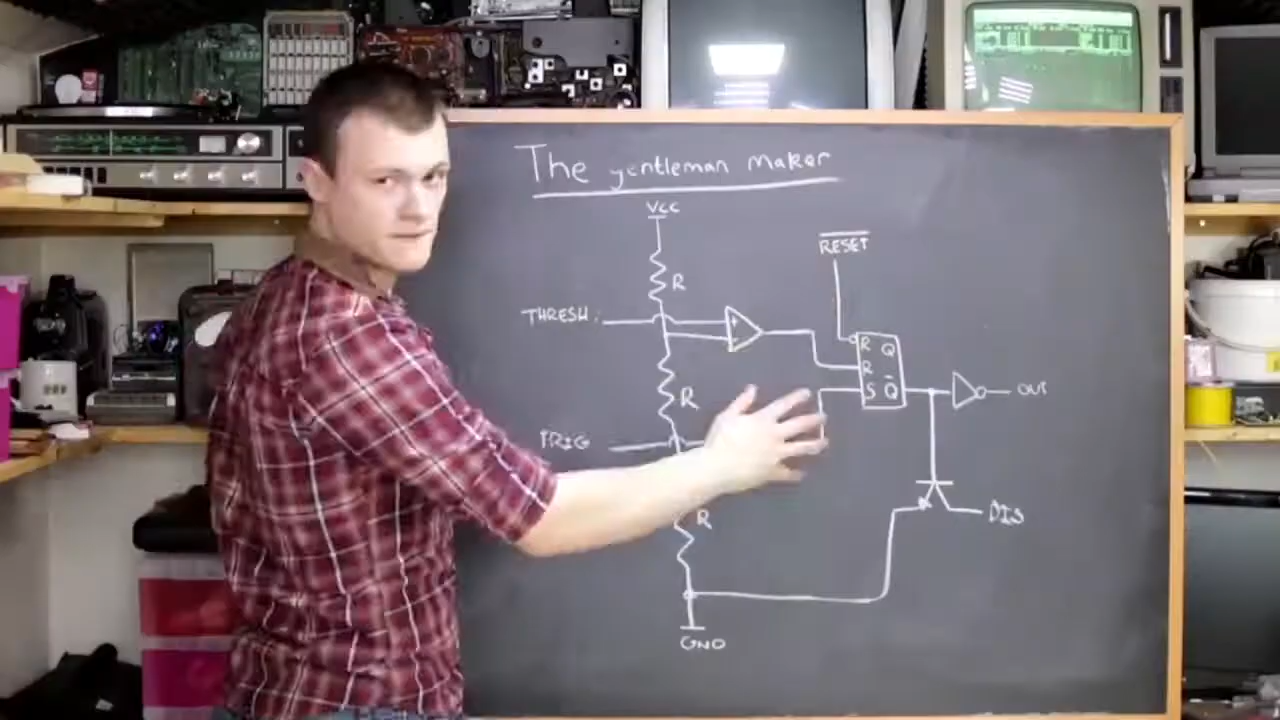 The gentleman maker
VCC
RESET
R
THRESH.
R Q
R
S Q̅
OUT
R
TRIG
R
DIS
GND